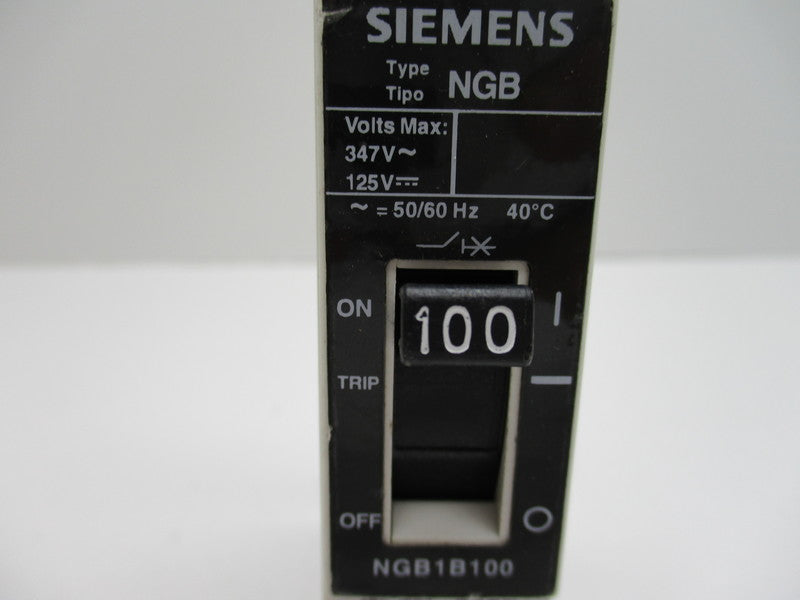 SIEMENS
Type
Tipo NGB
Volts Max:
347V~
125V⎓
~ = 50/60 Hz 40°C
ON 100 I
TRIP
OFF O
NGB1B100